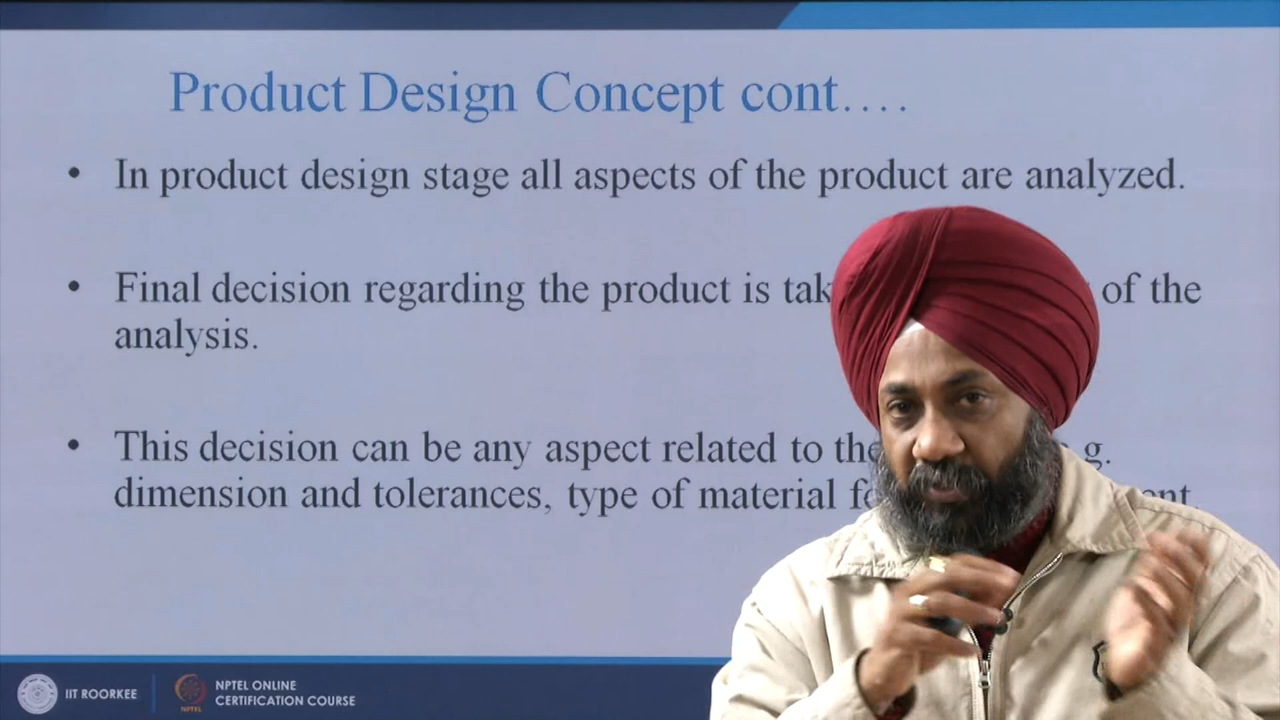 Product Design Concept cont….
• In product design stage all aspects of the product are analyzed.
• Final decision regarding the product is of the
analysis.
• This decision can be any aspect related to the
dimension and tolerances, type of material
IIT ROORKEE
NPTEL
NPTEL ONLINE
CERTIFICATION COURSE